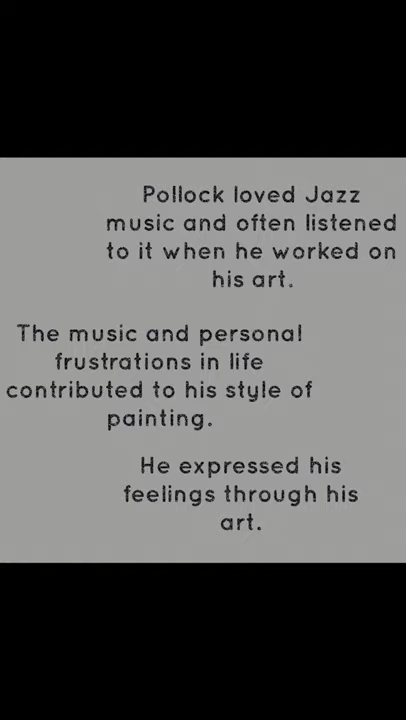 Pollock loved Jazz
music and often listened
to it when he worked on
his art.
The music and personal
frustrations in life
contributed to his style of
painting.
He expressed his
feelings through his
art.